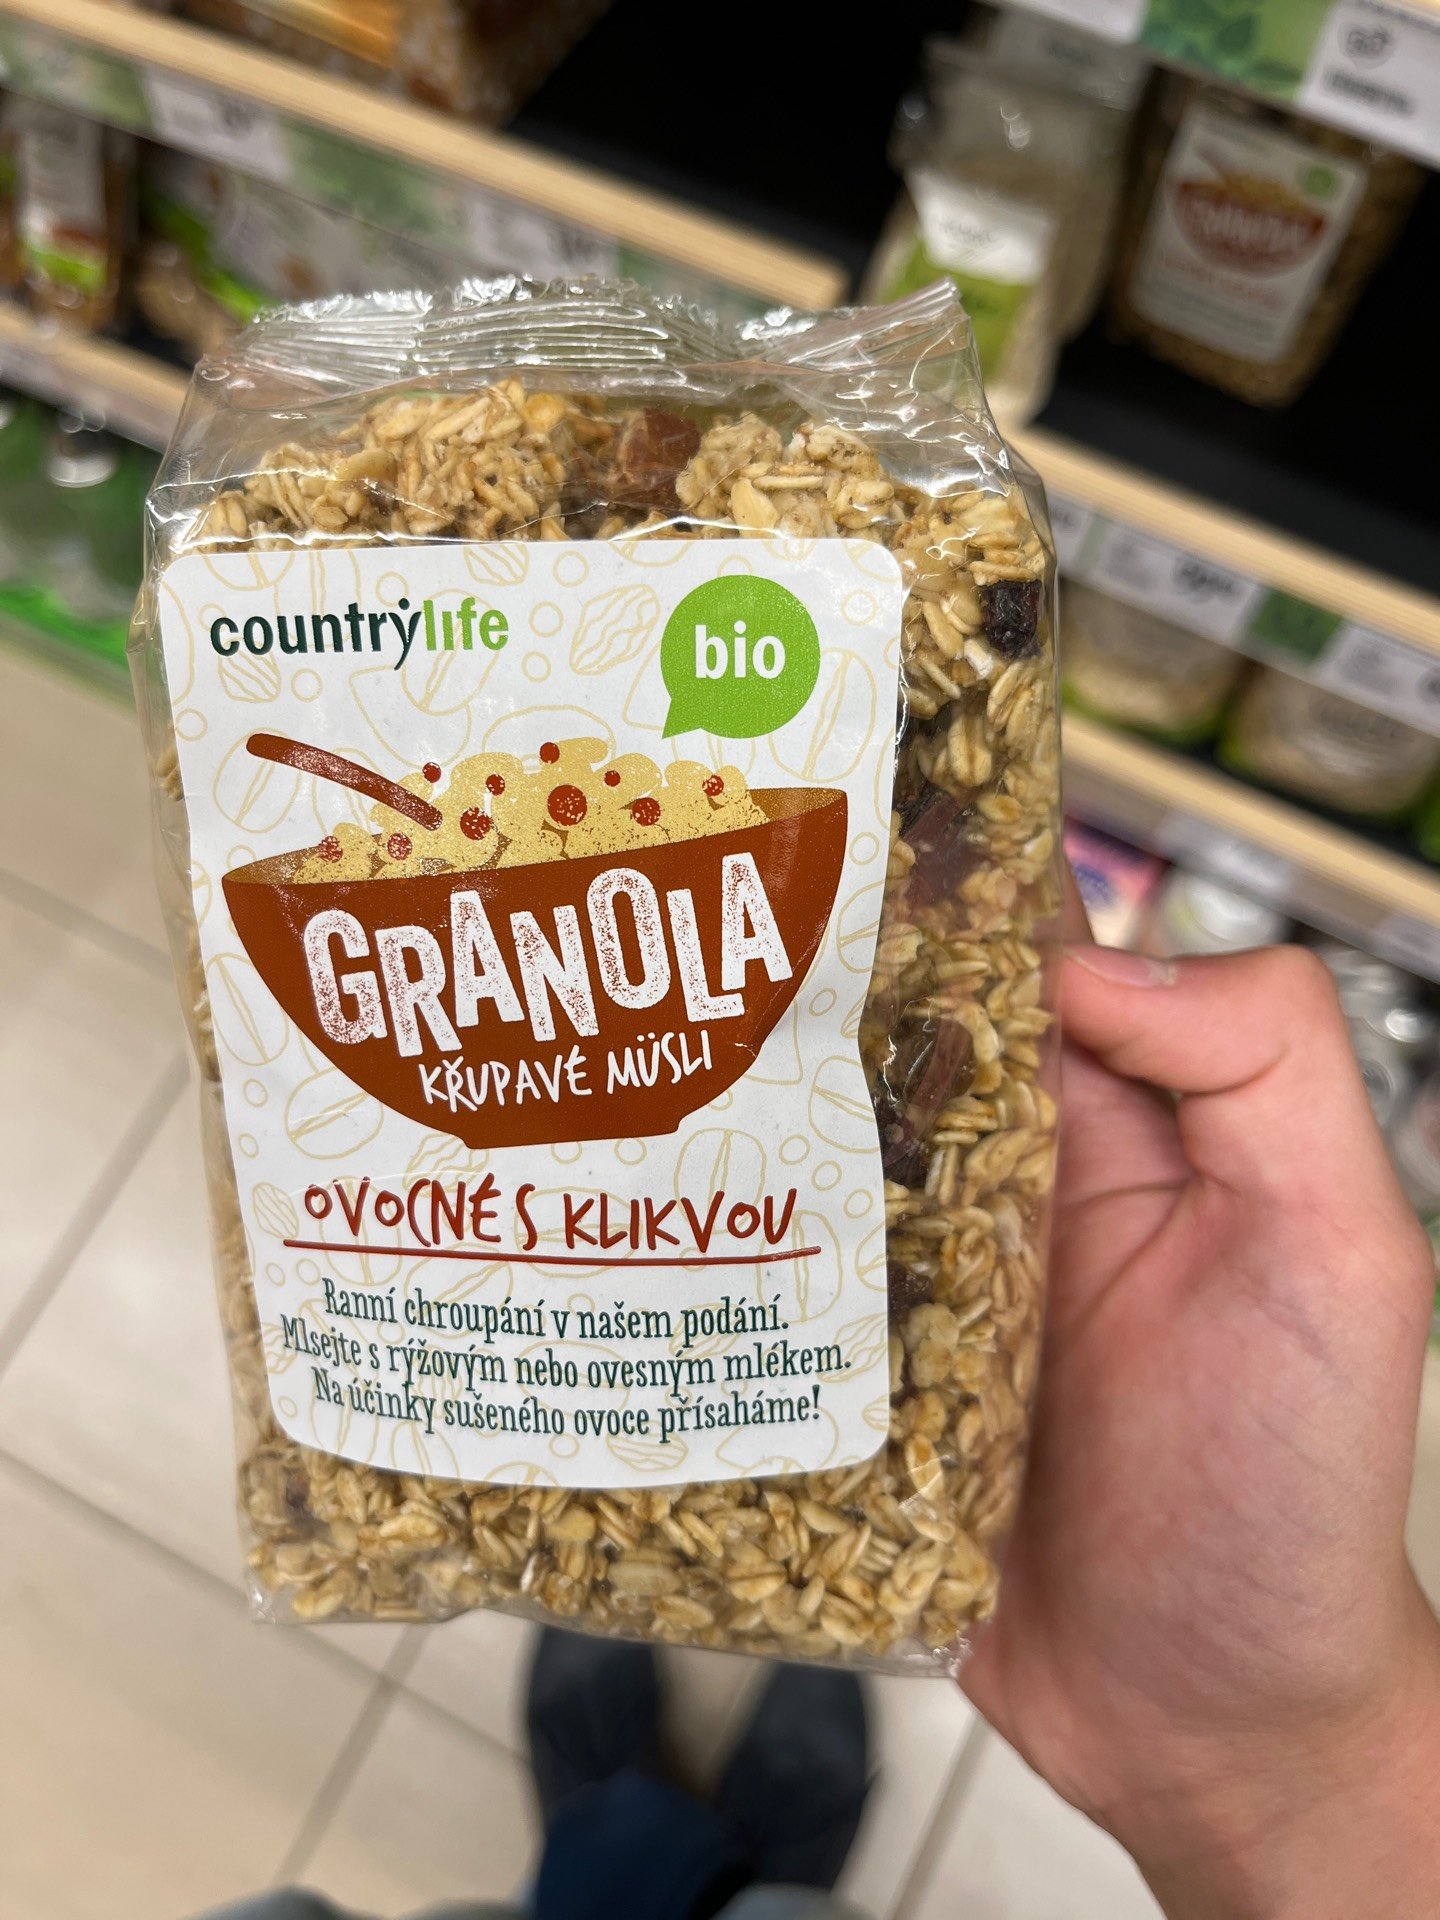 countrylife
bio
GRANOLA
KŘUPAVÉ MÜSLI
OVOCNÉ S KLIKVOU
Ranní chroupání v našem podání.
Mlsejte s rýžovým nebo ovesným mlékem.
Na účinky sušeného ovoce přísaháme!
GRANOLA